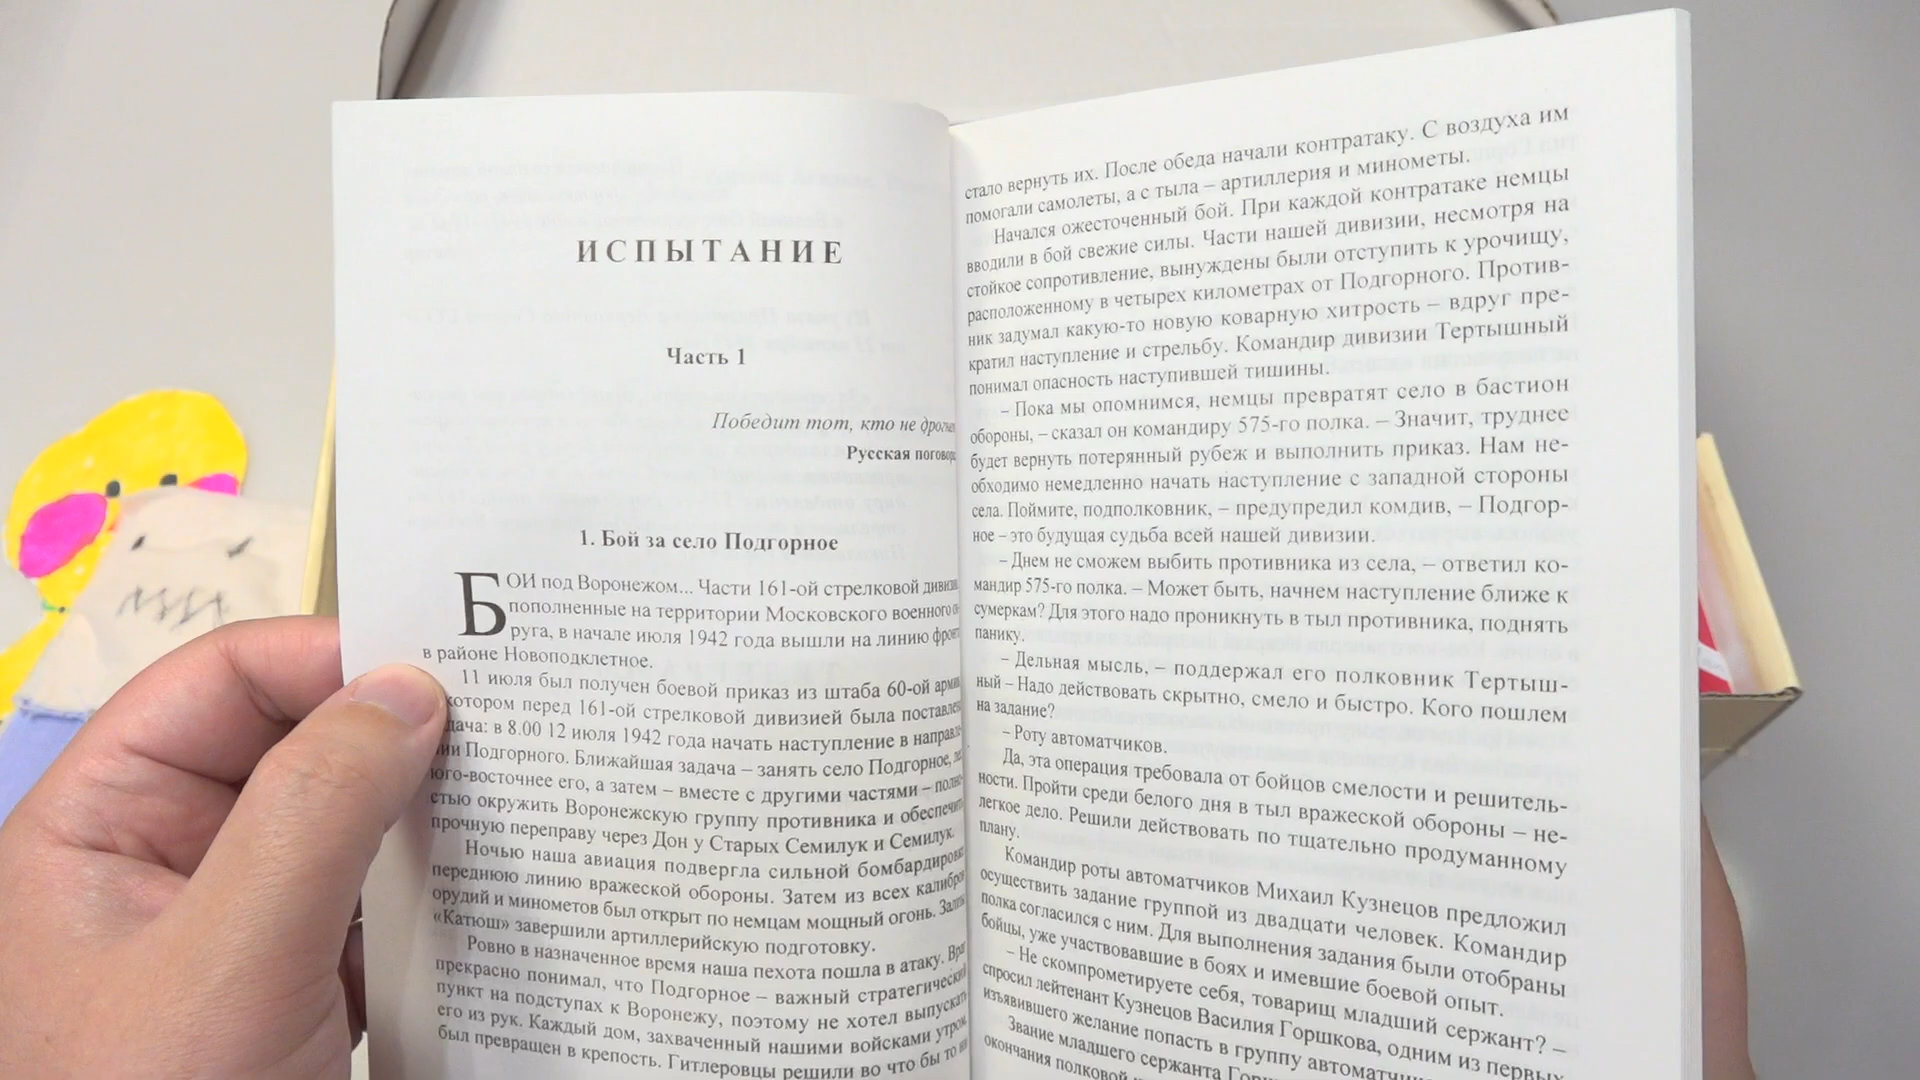 ИСПЫТАНИЕ
Часть 1
Победит тот, кто не
Русская
1. Бой за село Подгорное
БОИ под Воронежом... Части 161-ой стрелковой
пополненные на территории Московского военного
руга, в начале июля 1942 года вышли на линию
в районе Новоподклетное.
11 июля был получен боевой приказ из штаба 60-ой
котором перед 161-ой стрелковой дивизией была
дача: в 8.00 12 июля 1942 года начать наступление в
нии Подгорного. Ближайшая задача – занять село Подгорное,
юго-восточнее его, а затем – вместе с другими частями –
стью окружить Воронежскую группу противника и
прочную переправу через Дон у Старых Семилук и Семилук.
Ночью наша авиация подвергла сильной
переднюю линию вражеской обороны. Затем из всех
орудий и минометов был открыт по немцам мощный огонь.
«Катюш» завершили артиллерийскую подготовку.
Ровно в назначенное время наша пехота пошла в атаку.
прекрасно понимал, что Подгорное – важный стратегический
пункт на подступах к Воронежу, поэтому не хотел выпускать
его из рук. Каждый дом, захваченный нашими войсками утром,
был превращен в крепость. Гитлеровцы решили во что бы то
стало вернуть их. После обеда начали контратаку. С воздуха им
помогали самолеты, а с тыла – артиллерия и минометы.
Начался ожесточенный бой. При каждой контратаке немцы
вводили в бой свежие силы. Части нашей дивизии, несмотря на
стойкое сопротивление, вынуждены были отступить к урочищу,
расположенному в четырех километрах от Подгорного. Против-
ник задумал какую-то новую коварную хитрость – вдруг пре-
кратил наступление и стрельбу. Командир дивизии Тертышный
понимал опасность наступившей тишины.
– Пока мы опомнимся, немцы превратят село в бастион
обороны, – сказал он командиру 575-го полка. – Значит, труднее
будет вернуть потерянный рубеж и выполнить приказ. Нам не-
обходимо немедленно начать наступление с западной стороны
села. Поймите, подполковник, – предупредил комдив, – Подгор-
ное – это будущая судьба всей нашей дивизии.
– Днем не сможем выбить противника из села, – ответил ко-
мандир 575-го полка. – Может быть, начнем наступление ближе к
сумеркам? Для этого надо проникнуть в тыл противника, поднять
панику.
– Дельная мысль, – поддержал его полковник Тертыш-
ный – Надо действовать скрытно, смело и быстро. Кого пошлем
на задание?
– Роту автоматчиков.
Да, эта операция требовала от бойцов смелости и решитель-
ности. Пройти среди белого дня в тыл вражеской обороны – не-
легкое дело. Решили действовать по тщательно продуманному
плану.
Командир роты автоматчиков Михаил Кузнецов предложил
осуществить задание группой из двадцати человек. Командир
полка согласился с ним. Для выполнения задания были отобраны
бойцы, уже участвовавшие в боях и имевшие боевой опыт.
– Не скомпрометируете себя, товарищ младший сержант? –
спросил лейтенант Кузнецов Василия Горшкова, одним из первых
изъявившего желание попасть в группу
Звание младшего сержанта
окончания полковой